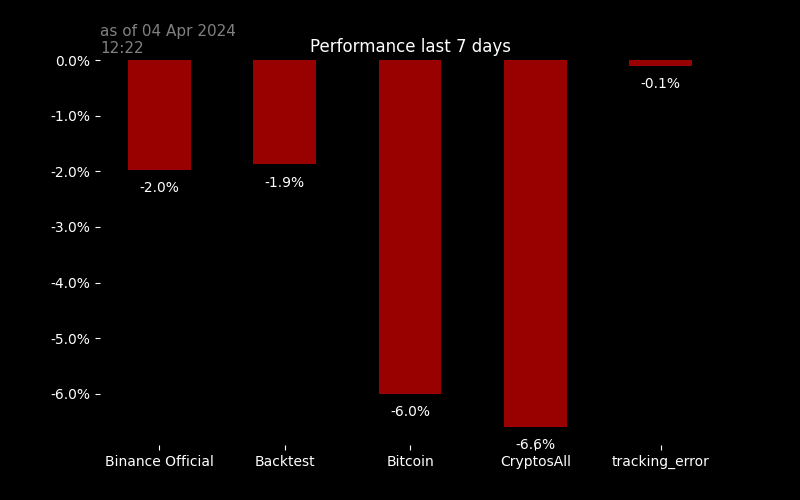 as of 04 Apr 2024
12:22
Performance last 7 days
0.0%
-1.0%
-2.0%
-3.0%
-4.0%
-5.0%
-6.0%
-2.0%
-1.9%
-6.0%
-6.6%
-0.1%
Binance Official
Backtest
Bitcoin
CryptosAll
tracking_error